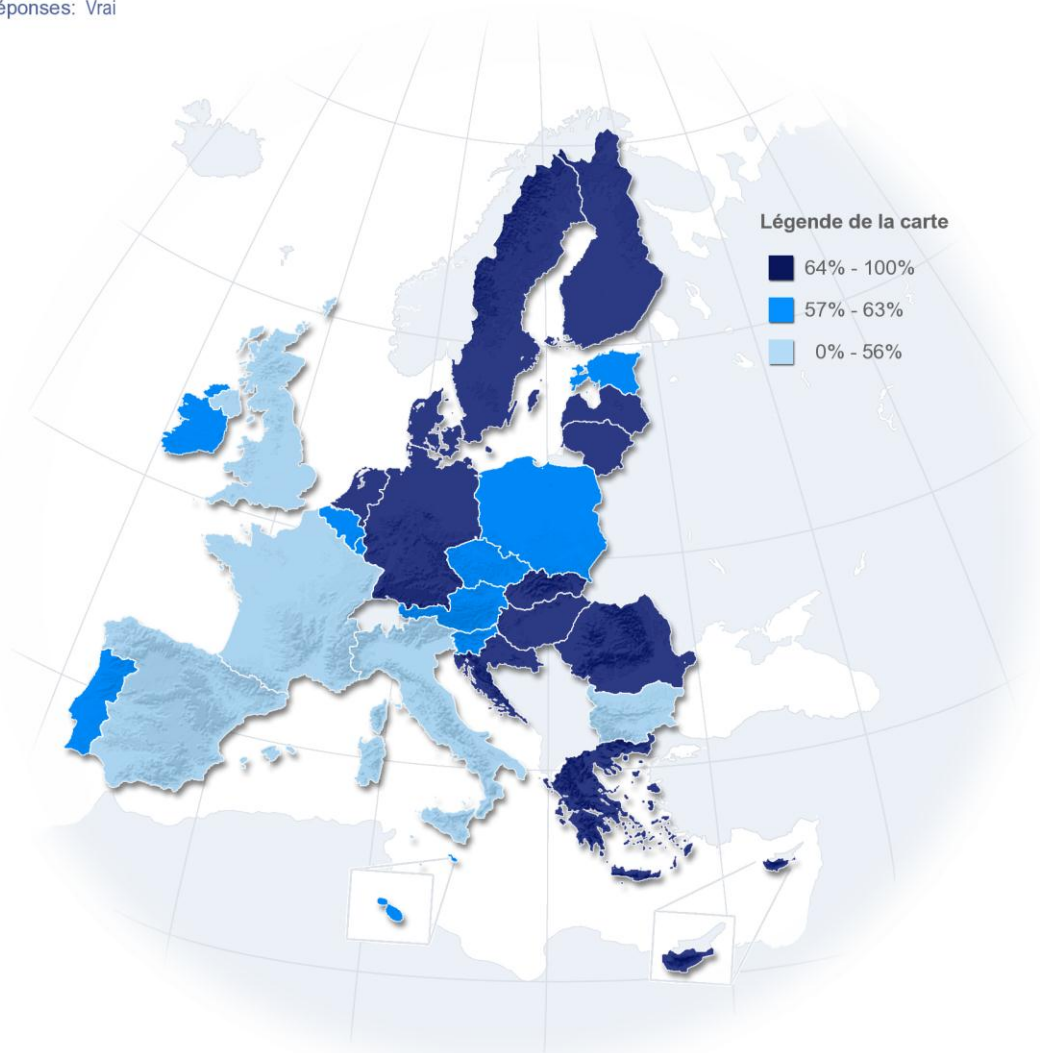 éponses: Vrai
Légende de la carte
64% - 100%
57% - 63%
0% - 56%